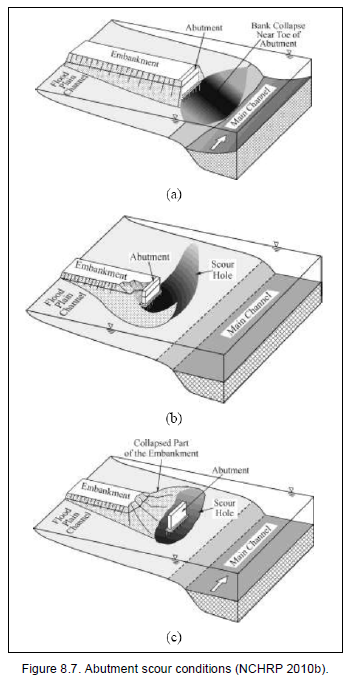 Abutment
Bank Collapse
Near Toe of
Abutment
Embankment
Flood
Plain
Channel
Main Channel
(a)
Abutment
Embankment
Scour
Hole
Flood
Plain
Channel
Main Channel
(b)
Collapsed Part
of the Embankment
Abutment
Embankment
Scour
Hole
Flood
Plain
Channel
Main Channel
(c)
Figure 8.7. Abutment scour conditions (NCHRP 2010b).